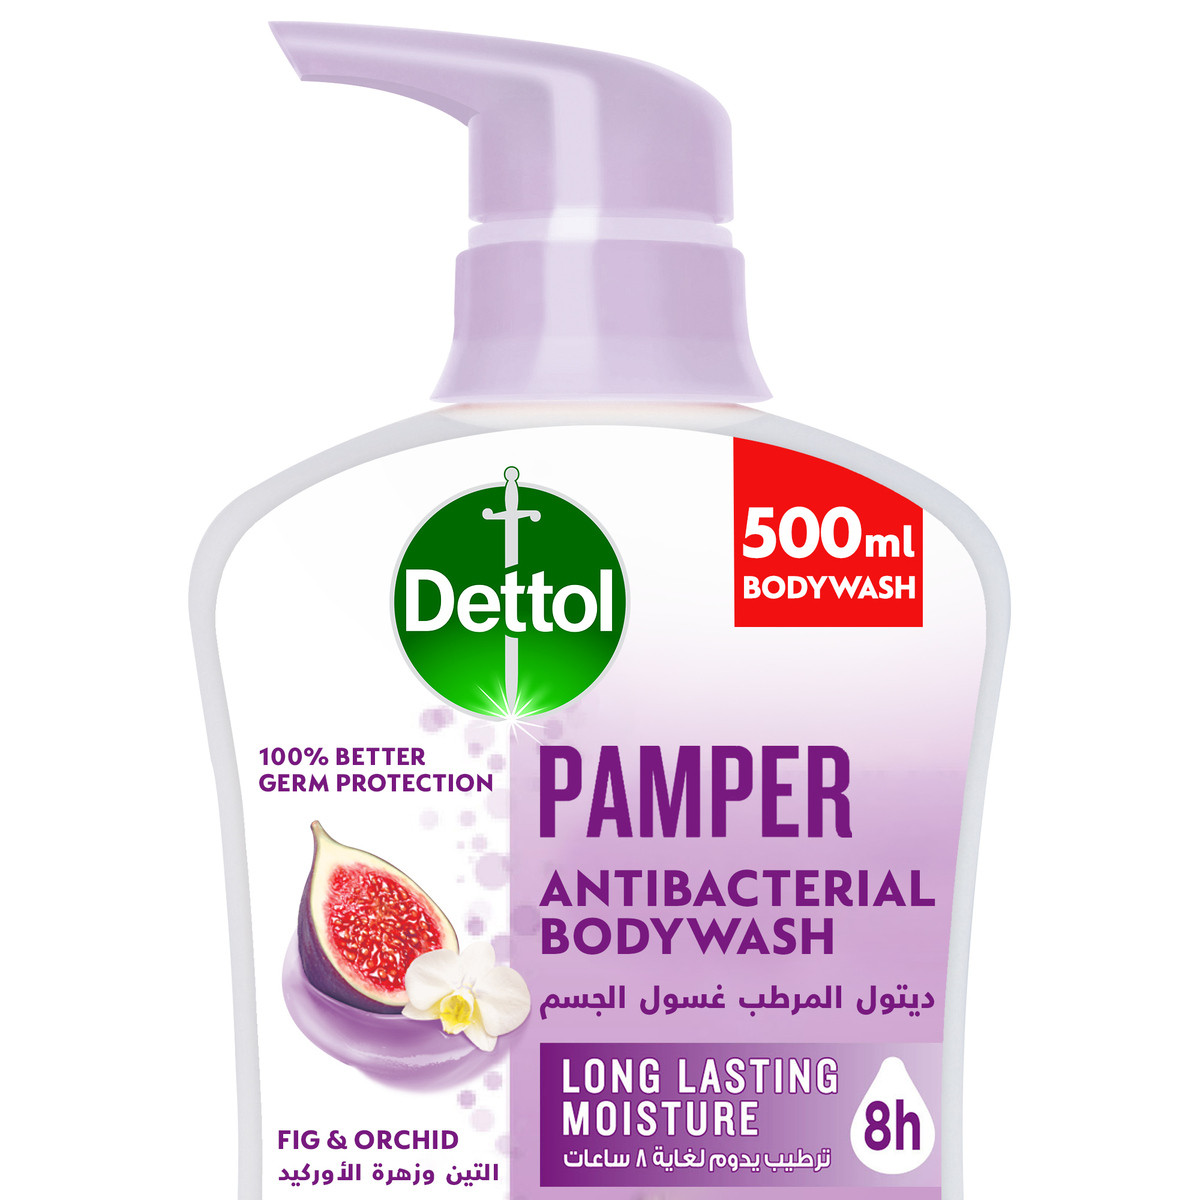 Dettol
500ml
BODYWASH
100% BETTER
GERM PROTECTION
PAMPER
ANTIBACTERIAL
BODYWASH
ديتول المرطب غسول الجسم
LONG LASTING
MOISTURE
ترطيب يدوم لغاية ٨ ساعات
8h
FIG & ORCHID
التين وزهرة الأوركيد